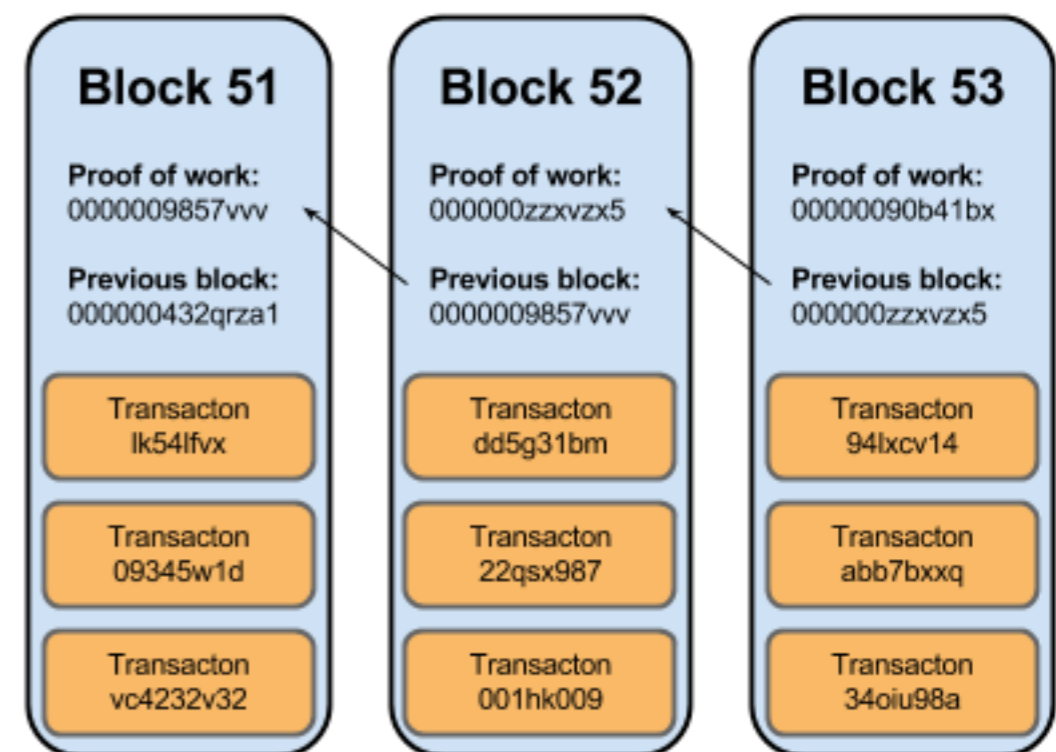 Block 51
Proof of work:
0000009857vvv
Previous block:
000000432qrza1
Transacton
lk54lfvx
Transacton
09345w1d
Transacton
vc4232v32
Block 52
Proof of work:
000000zzxvzx5
Previous block:
0000009857vvv
Transacton
dd5g31bm
Transacton
22qsx987
Transacton
001hk009
Block 53
Proof of work:
00000090b41bx
Previous block:
000000zzxvzx5
Transacton
94lxcv14
Transacton
abb7bxxq
Transacton
34oiu98a